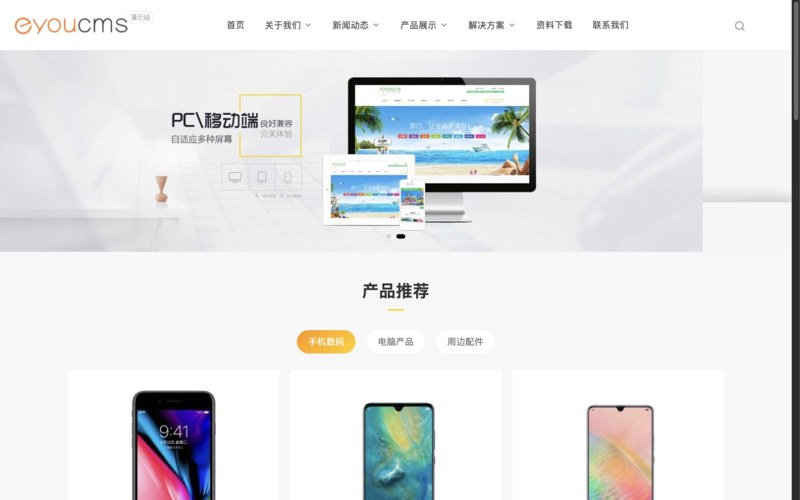 eyoucms
演示站
首页
关于我们
新闻动态
产品展示
解决方案
资料下载
联系我们
PC\移动端
良好兼容
完美体验
自适应多种屏幕
产品推荐
手机数码
电脑产品
周边配件
9:41